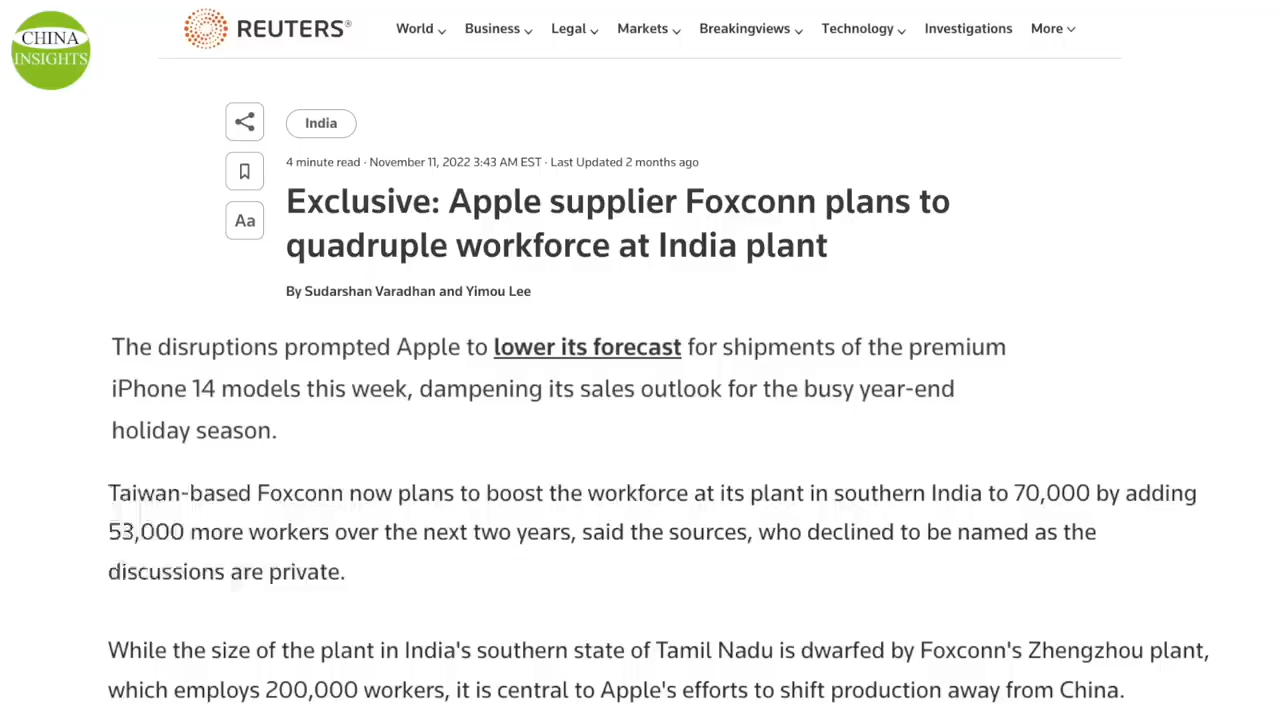 CHINA
INSIGHTS
REUTERS®
World Business Legal Markets Breakingviews Technology Investigations More
India
4 minute read · November 11, 2022 3:43 AM EST · Last Updated 2 months ago
Exclusive: Apple supplier Foxconn plans to
quadruple workforce at India plant
By Sudarshan Varadhan and Yimou Lee
Aa
The disruptions prompted Apple to lower its forecast for shipments of the premium
iPhone 14 models this week, dampening its sales outlook for the busy year-end
holiday season.
Taiwan-based Foxconn now plans to boost the workforce at its plant in southern India to 70,000 by adding
53,000 more workers over the next two years, said the sources, who declined to be named as the
discussions are private.
While the size of the plant in India's southern state of Tamil Nadu is dwarfed by Foxconn's Zhengzhou plant,
which employs 200,000 workers, it is central to Apple's efforts to shift production away from China.